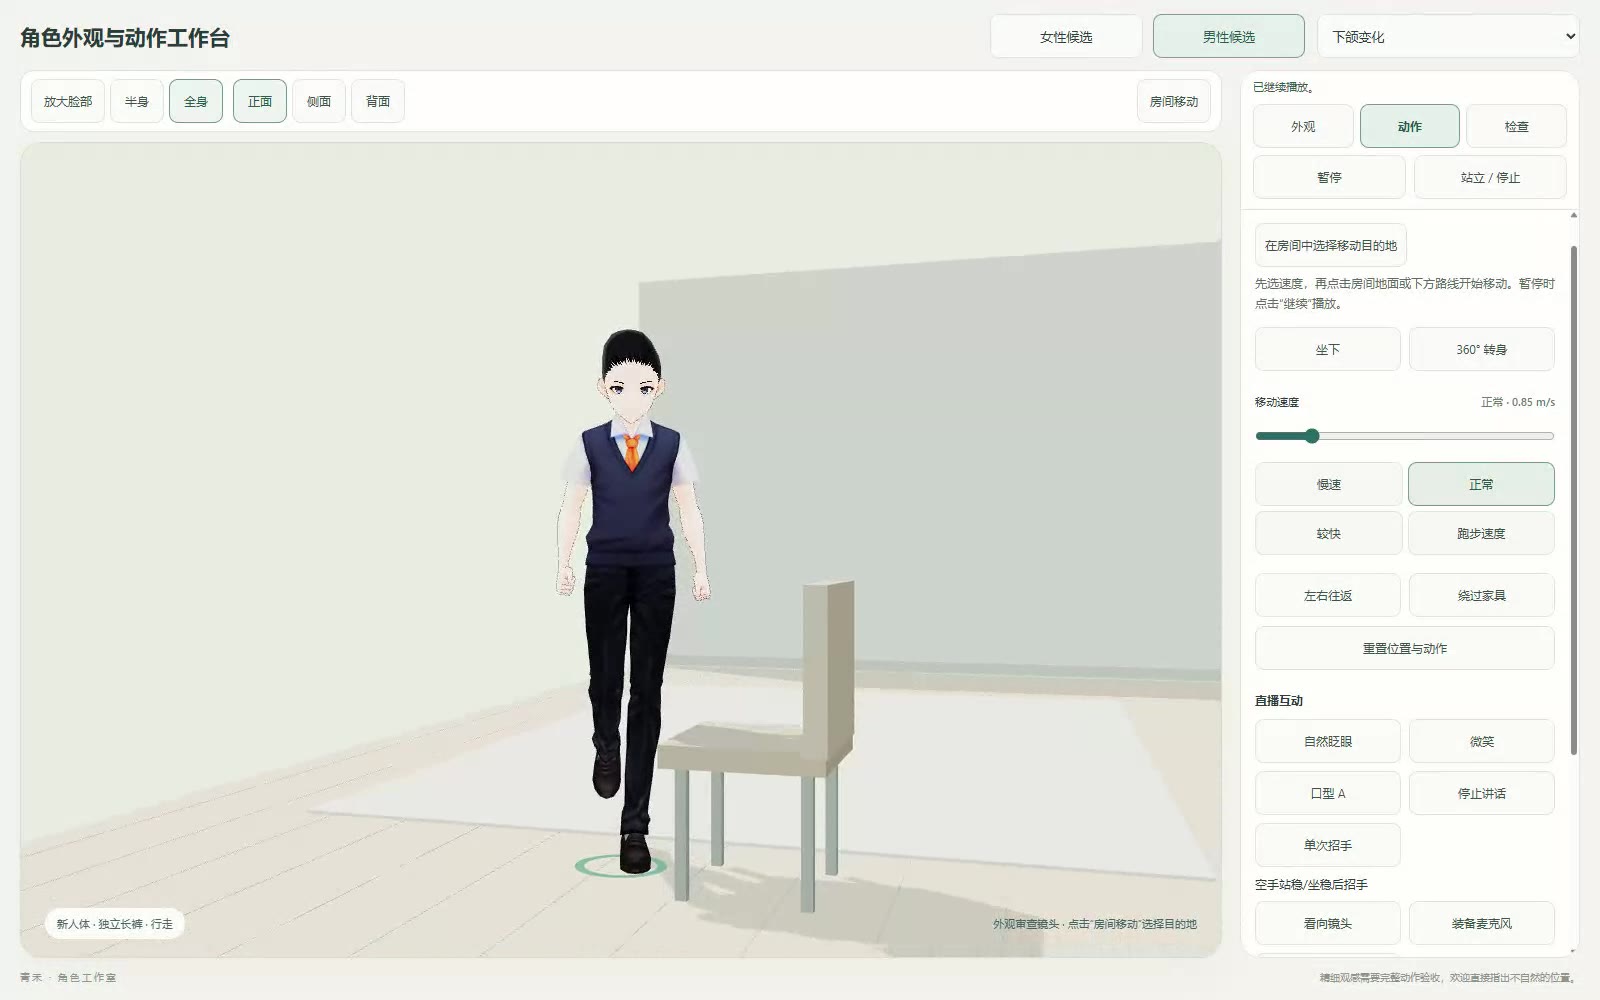 角色外观与动作工作台
女性候选
男性候选
下颌变化
放大脸部
半身
全身
正面
侧面
背面
房间移动
已继续播放。
外观
动作
检查
暂停
站立 / 停止
在房间中选择移动目的地
先选速度，再点击房间地面或下方路线开始移动。暂停时
点击“继续”播放。
坐下
360° 转身
移动速度
正常 · 0.85 m/s
慢速
正常
较快
跑步速度
左右往返
绕过家具
重置位置与动作
直播互动
自然眨眼
微笑
口型 A
停止讲话
单次招手
空手站稳/坐稳后招手
看向镜头
装备麦克风
新人体 · 独立长裤 · 行走
外观审查镜头 · 点击“房间移动”选择目的地
青禾 · 角色工作室
精细观感需要完整动作验收，欢迎直接指出不自然的位置。